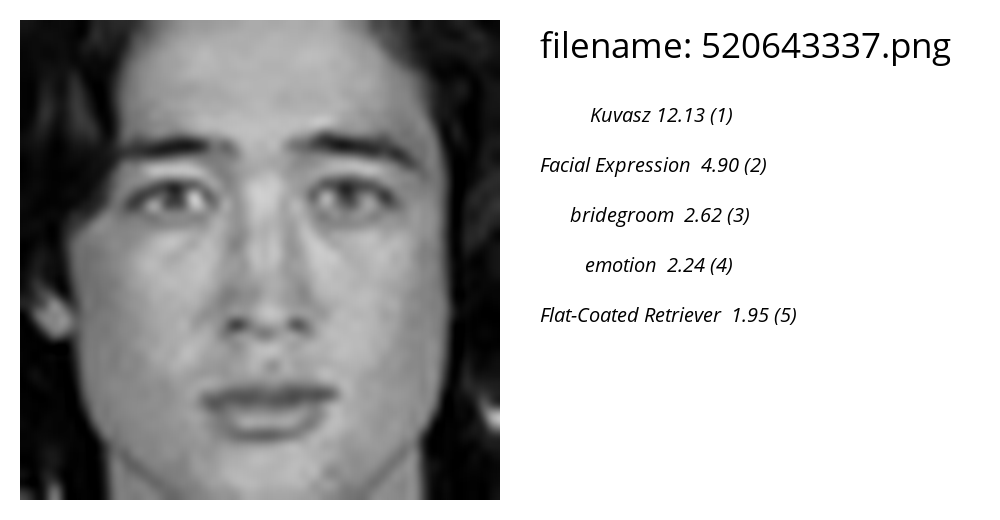 filename: 520643337.png
Kuvasz 12.13 (1)
Facial Expression 4.90 (2)
bridegroom 2.62 (3)
emotion 2.24 (4)
Flat-Coated Retriever 1.95 (5)